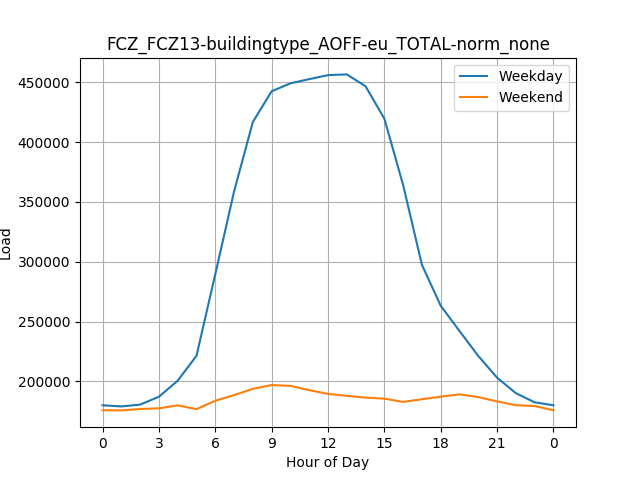 FCZ_FCZ13-buildingtype_AOFF-eu_TOTAL-norm_none
Weekday
Weekend
450000
400000
350000
300000
250000
200000
Load
0 3 6 9 12 15 18 21 0
Hour of Day